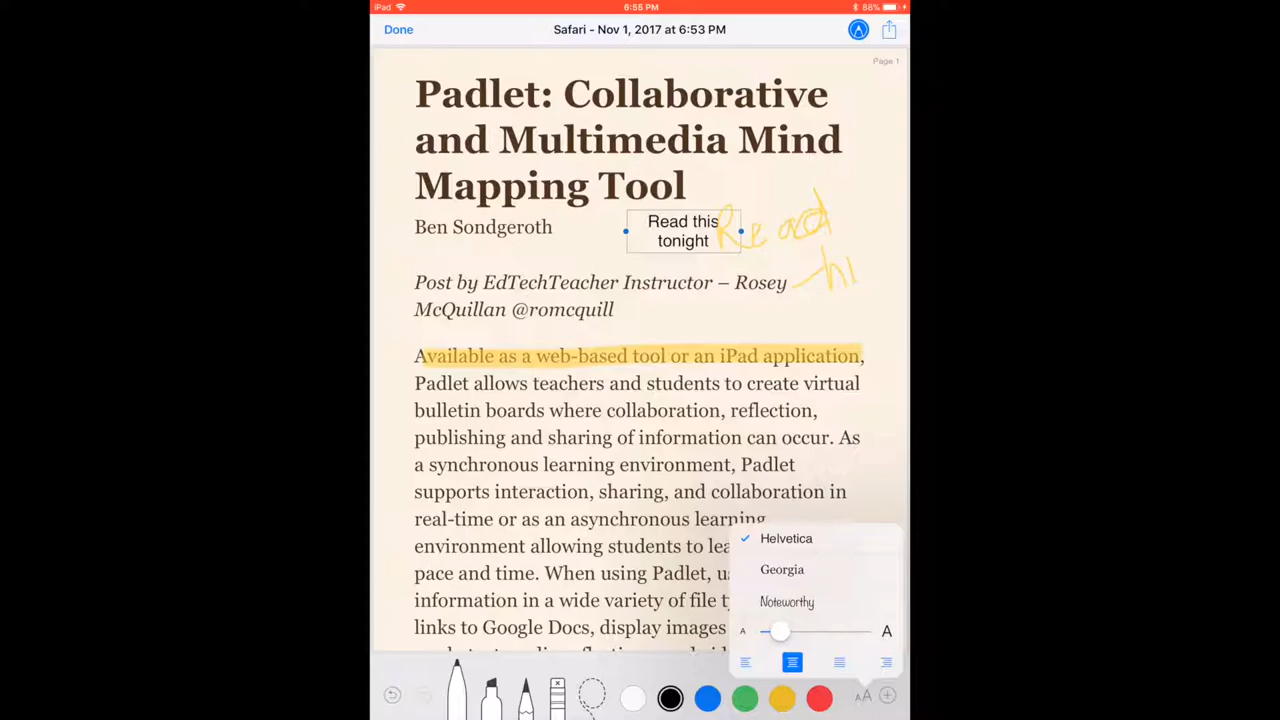 iPad 6:55 PM 88%
Done Safari - Nov 1, 2017 at 6:53 PM
Page 1
Padlet: Collaborative
and Multimedia Mind
Mapping Tool
Ben Sondgeroth
Read this
tonight
Read
Post by EdTechTeacher Instructor – Rosey
McQuillan @romcquill
Available as a web-based tool or an iPad application,
Padlet allows teachers and students to create virtual
bulletin boards where collaboration, reflection,
publishing and sharing of information can occur. As
a synchronous learning environment, Padlet
supports interaction, sharing, and collaboration in
real-time or as an asynchronous learning
environment allowing students to
pace and time. When using Padlet,
information in a wide variety of file
links to Google Docs, display images
Helvetica
Georgia
Noteworthy
A A
AA